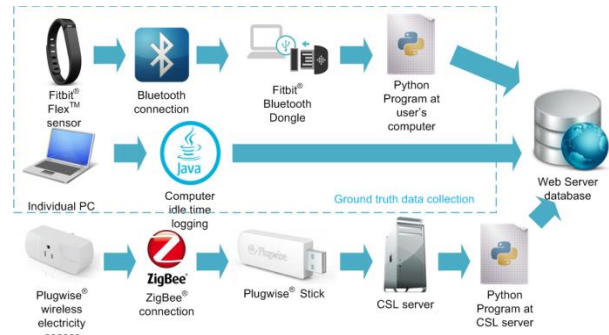 Fitbit®
Flex™
sensor
Bluetooth
connection
Fitbit®
Bluetooth
Dongle
Python
Program at
user's
computer
Java
Individual PC
Computer
idle time
logging
Ground truth data collection
Web Server
database
ZigBee®
Plugwise
Plugwise®
wireless
electricity
ZigBee®
connection
Plugwise® Stick
CSL server
Python
Program at
CSL server